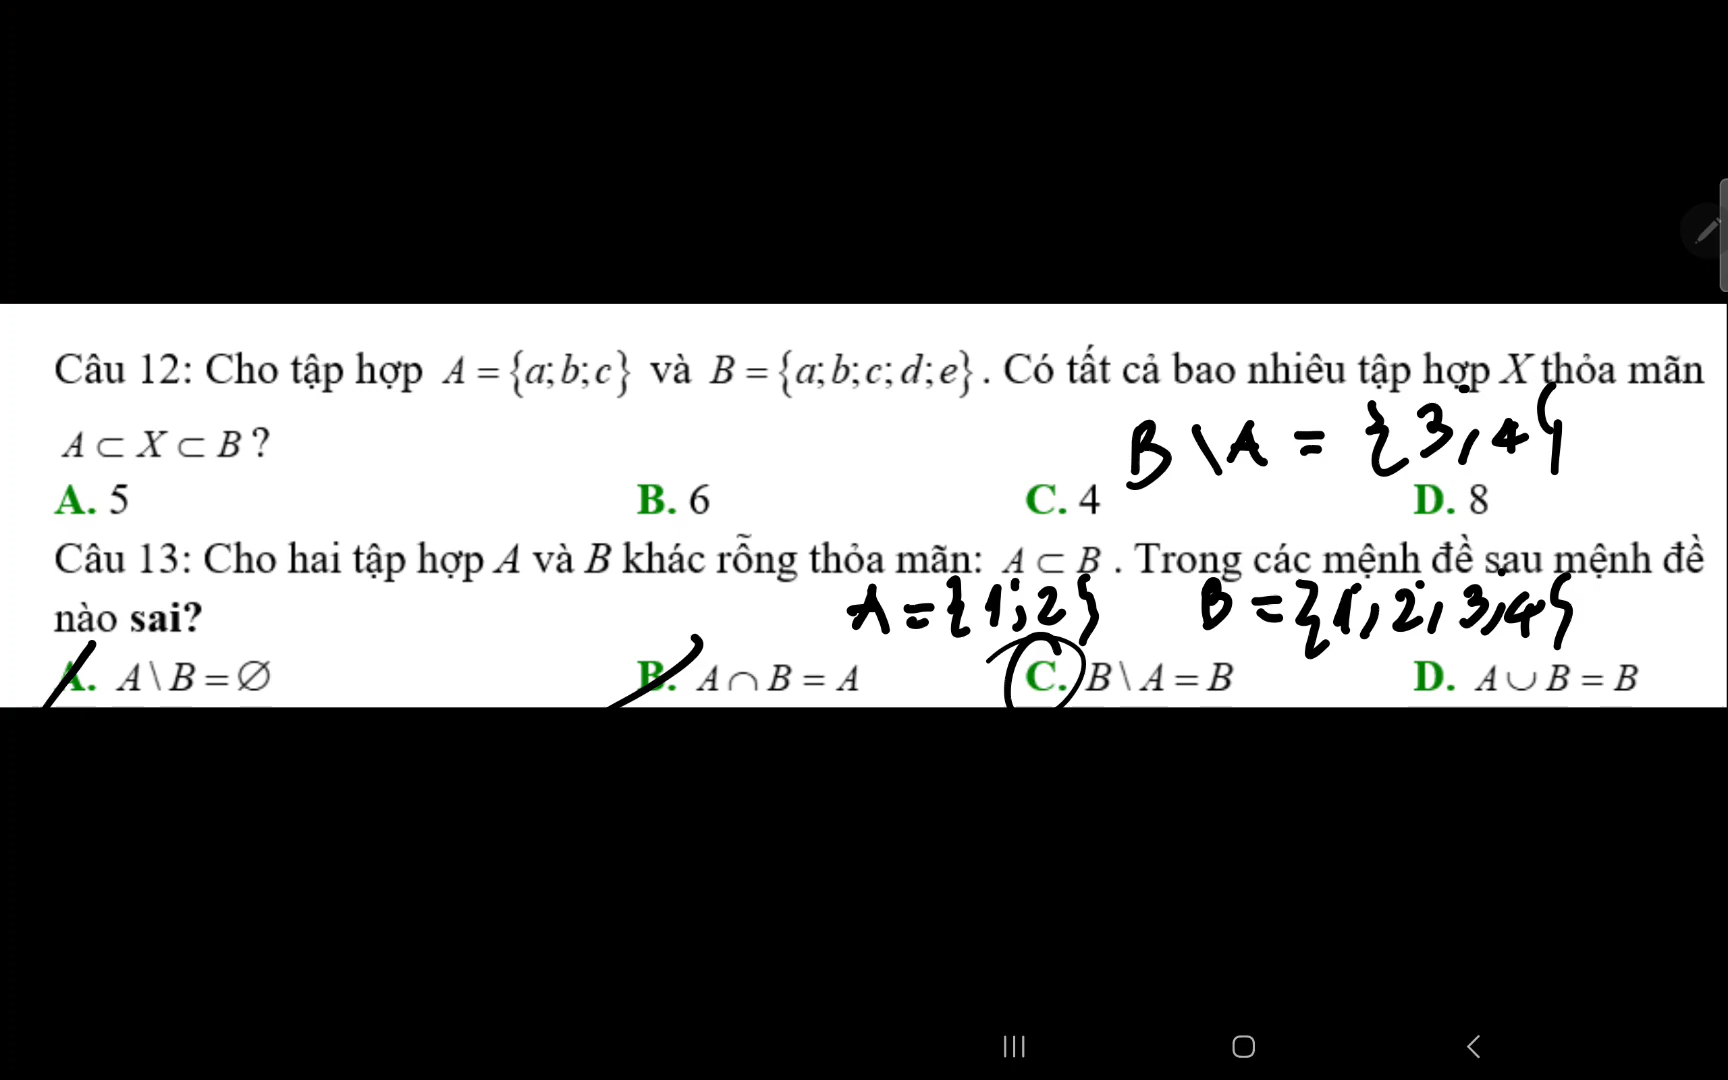 Câu 12: Cho tập hợp A = {a; b; c} và B = {a; b; c; d; e}. Có tất cả bao nhiêu tập hợp X thỏa mãn
A ⊂ X ⊂ B ?
B \ A = {3; 4}
A. 5 B. 6 C. 4 D. 8
Câu 13: Cho hai tập hợp A và B khác rỗng thỏa mãn: A ⊂ B . Trong các mệnh đề sau mệnh đề
nào sai?
A = {1; 2} B = {1; 2; 3; 4}
A. A \ B = ∅ B. A ∩ B = A C. B \ A = B D. A ∪ B = B